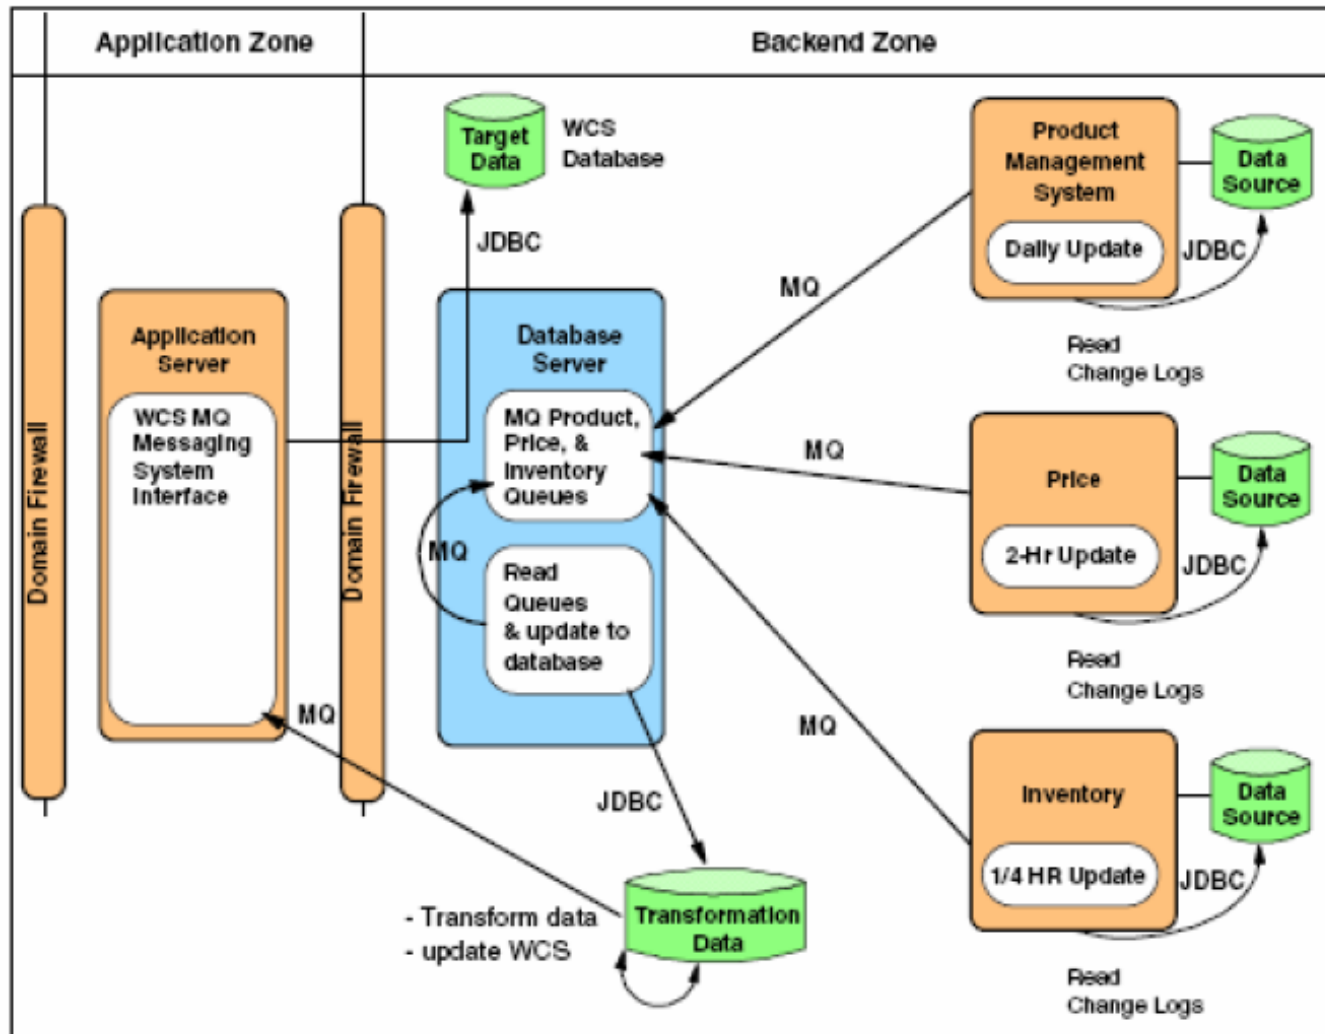 Application Zone
Backend Zone
Target
Data
WCS
Database
JDBC
Product
Management
System
Daily Update
Data
Source
JDBC
Read
Change Logs
MQ
Domain Firewall
Application
Server
WCS MQ
Messaging
System
Interface
Domain Firewall
Database
Server
MQ Product,
Price, &
Inventory
Queues
MQ
Read
Queues
& update to
database
MQ
Price
2-Hr Update
Data
Source
JDBC
Read
Change Logs
MQ
MQ
JDBC
Inventory
1/4 HR Update
Data
Source
JDBC
Read
Change Logs
- Transform data
- update WCS
Transformation
Data